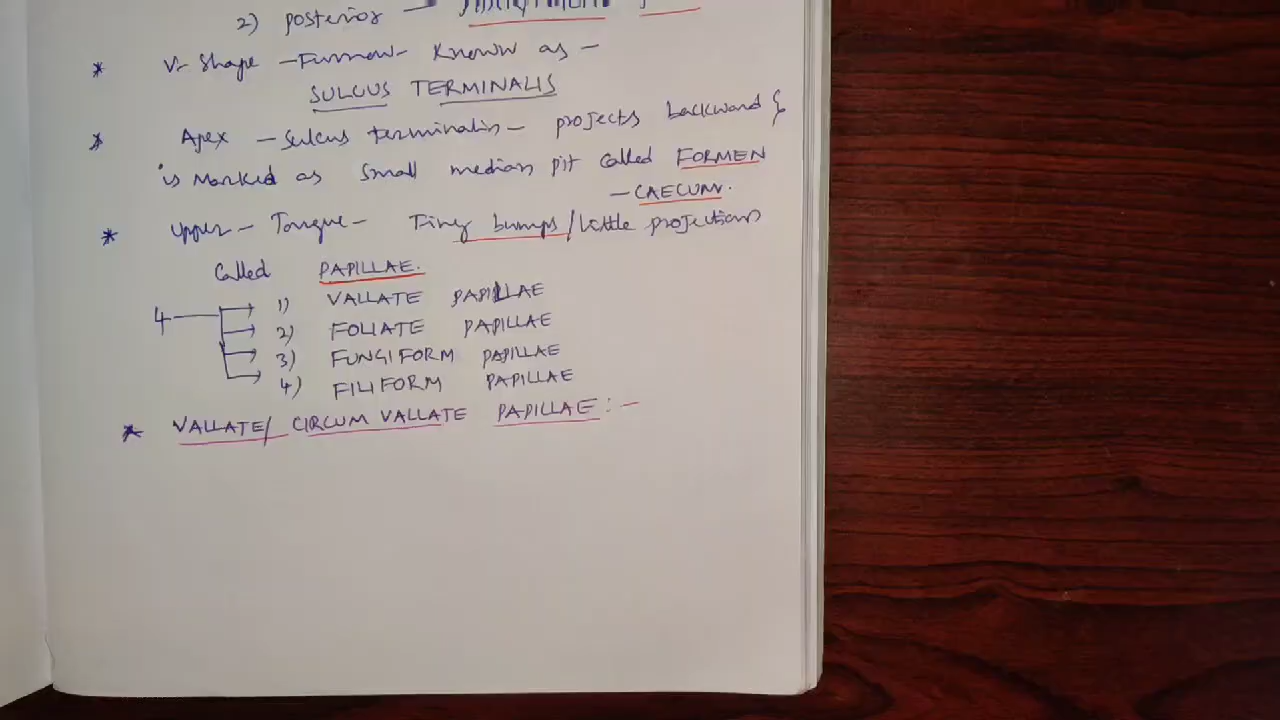 2) posterior →
* V- Shape - Furrow- Known as -
SULCUS TERMINALIS
* Apex - Sulcus terminalis - projects backward &
is marked as small median pit called FORMEN
- CAECUM.
* Upper - Tongue - Tiny bumps/little projections
Called PAPILLAE.
4 → 1) VALLATE PAPILLAE
→ 2) FOLIATE PAPILLAE
→ 3) FUNGIFORM PAPILLAE
→ 4) FILIFORM PAPILLAE
* VALLATE/ CIRCUM VALLATE PAPILLAE : -